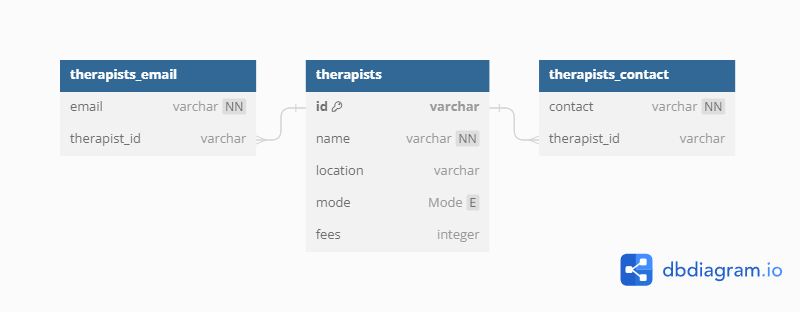 therapists_email
email varchar NN
therapist_id varchar
therapists
id varchar
name varchar NN
location varchar
mode Mode E
fees integer
therapists_contact
contact varchar NN
therapist_id varchar
dbdiagram.io